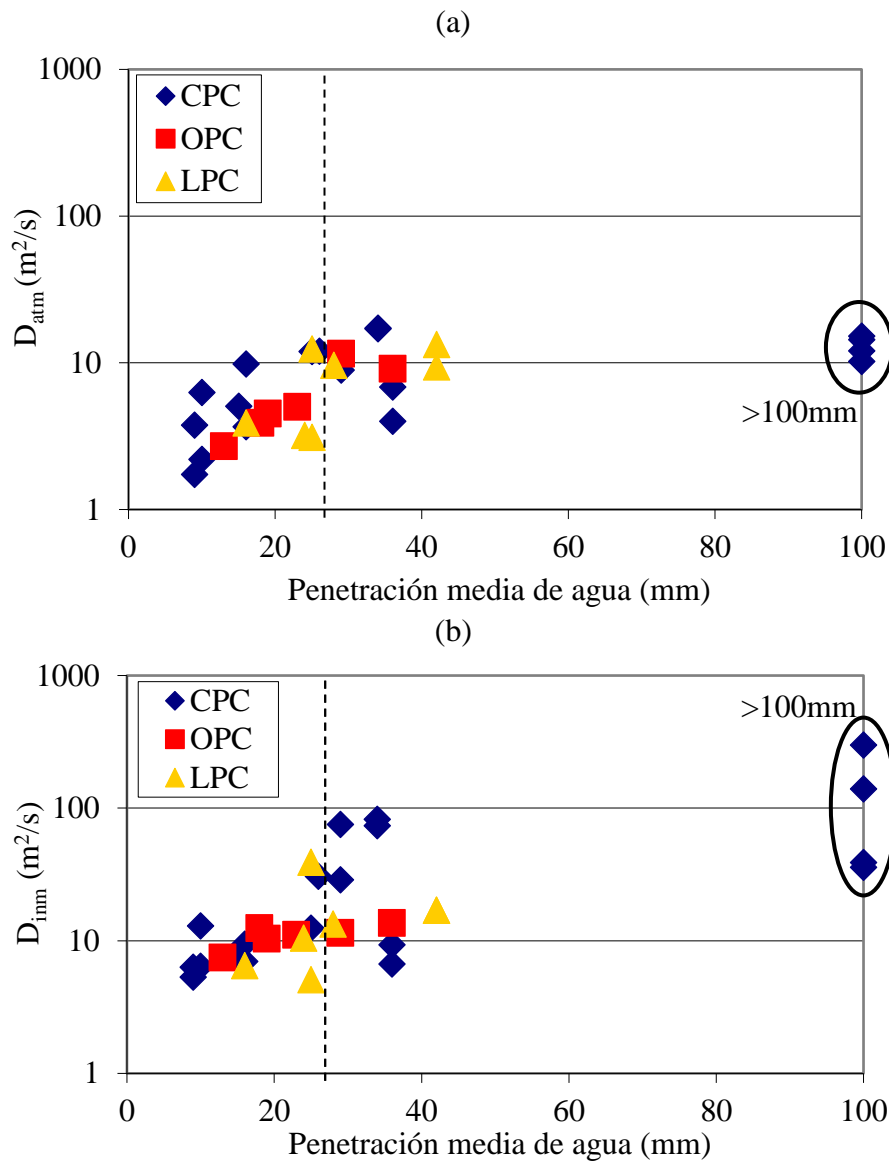 (a)
1000
100
10
1
CPC
OPC
LPC
D_atm (m²/s)
>100mm
0 20 40 60 80 100
Penetración media de agua (mm)
(b)
1000
100
10
1
CPC
OPC
LPC
D_inm (m²/s)
>100mm
0 20 40 60 80 100
Penetración media de agua (mm)